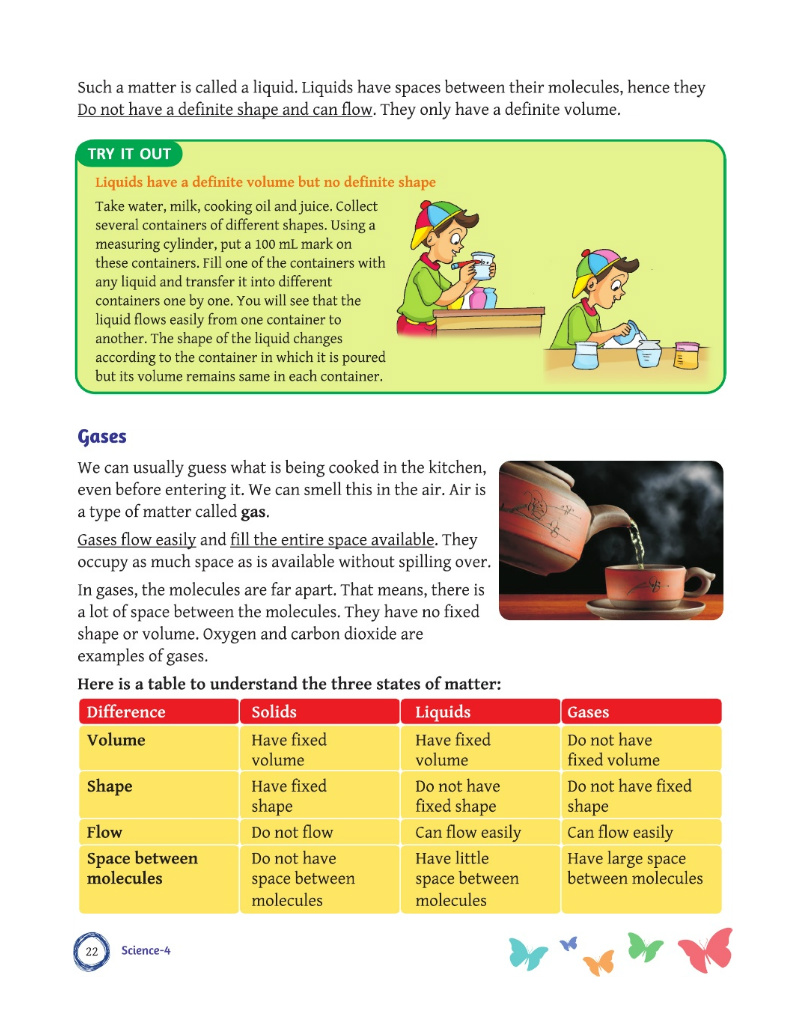 Such a matter is called a liquid. Liquids have spaces between their molecules, hence they
Do not have a definite shape and can flow. They only have a definite volume.
TRY IT OUT
Liquids have a definite volume but no definite shape
Take water, milk, cooking oil and juice. Collect
several containers of different shapes. Using a
measuring cylinder, put a 100 mL mark on
these containers. Fill one of the containers with
any liquid and transfer it into different
containers one by one. You will see that the
liquid flows easily from one container to
another. The shape of the liquid changes
according to the container in which it is poured
but its volume remains same in each container.
Gases
We can usually guess what is being cooked in the kitchen,
even before entering it. We can smell this in the air. Air is
a type of matter called gas.
Gases flow easily and fill the entire space available. They
occupy as much space as is available without spilling over.
In gases, the molecules are far apart. That means, there is
a lot of space between the molecules. They have no fixed
shape or volume. Oxygen and carbon dioxide are
examples of gases.
Here is a table to understand the three states of matter:
Difference Solids Liquids Gases
Volume Have fixed Have fixed Do not have
volume volume fixed volume
Shape Have fixed Do not have Do not have fixed
shape fixed shape shape
Flow Do not flow Can flow easily Can flow easily
Space between Do not have Have little Have large space
molecules space between space between between molecules
molecules molecules
22 Science-4